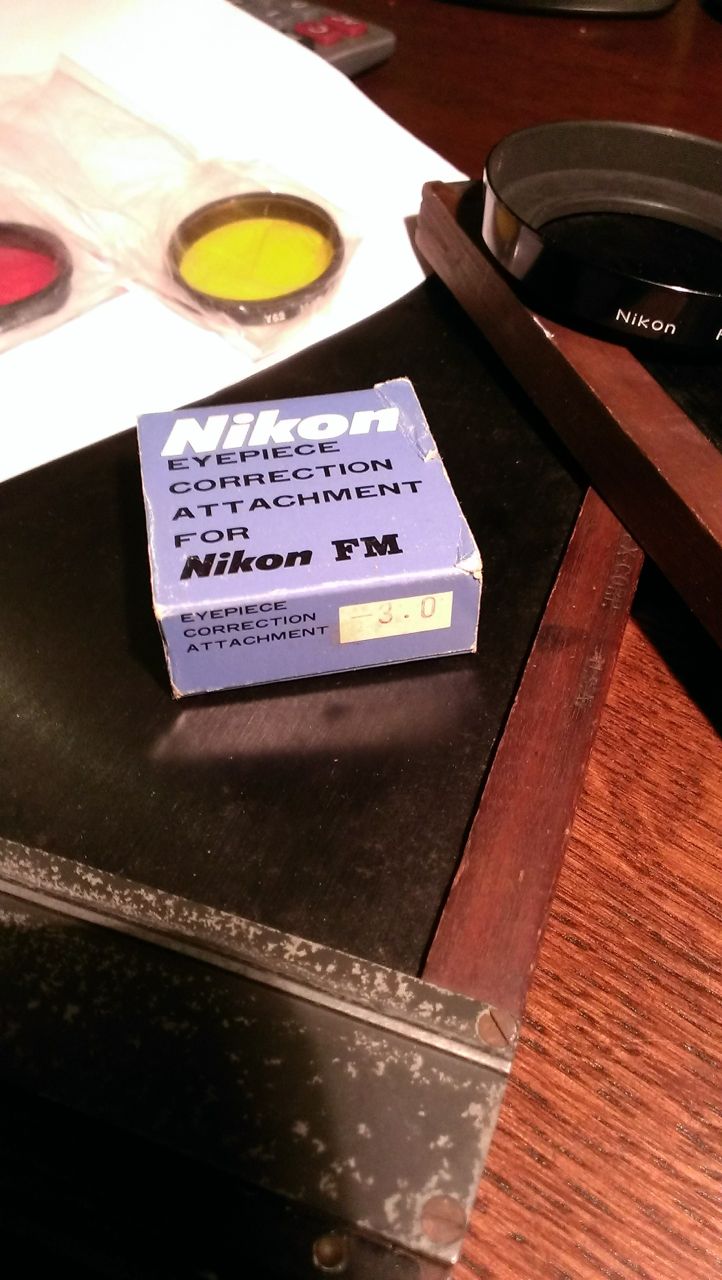 Nikon
Nikon
EYEPIECE
CORRECTION
ATTACHMENT
FOR
Nikon FM
EYEPIECE
CORRECTION
ATTACHMENT
-3.0